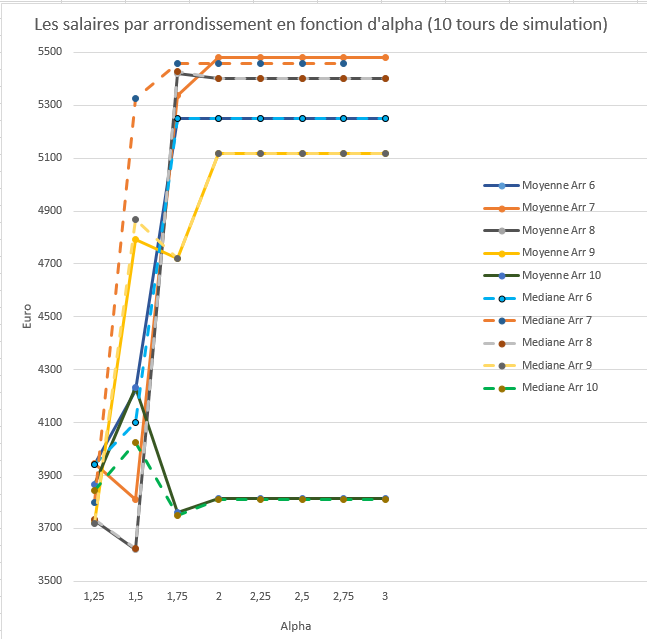 Les salaires par arrondissement en fonction d'alpha (10 tours de simulation)
5500
5300
5100
4900
4700
4500
4300
4100
3900
3700
3500
Euro
1,25 1,5 1,75 2 2,25 2,5 2,75 3
Alpha
Moyenne Arr 6
Moyenne Arr 7
Moyenne Arr 8
Moyenne Arr 9
Moyenne Arr 10
Mediane Arr 6
Mediane Arr 7
Mediane Arr 8
Mediane Arr 9
Mediane Arr 10